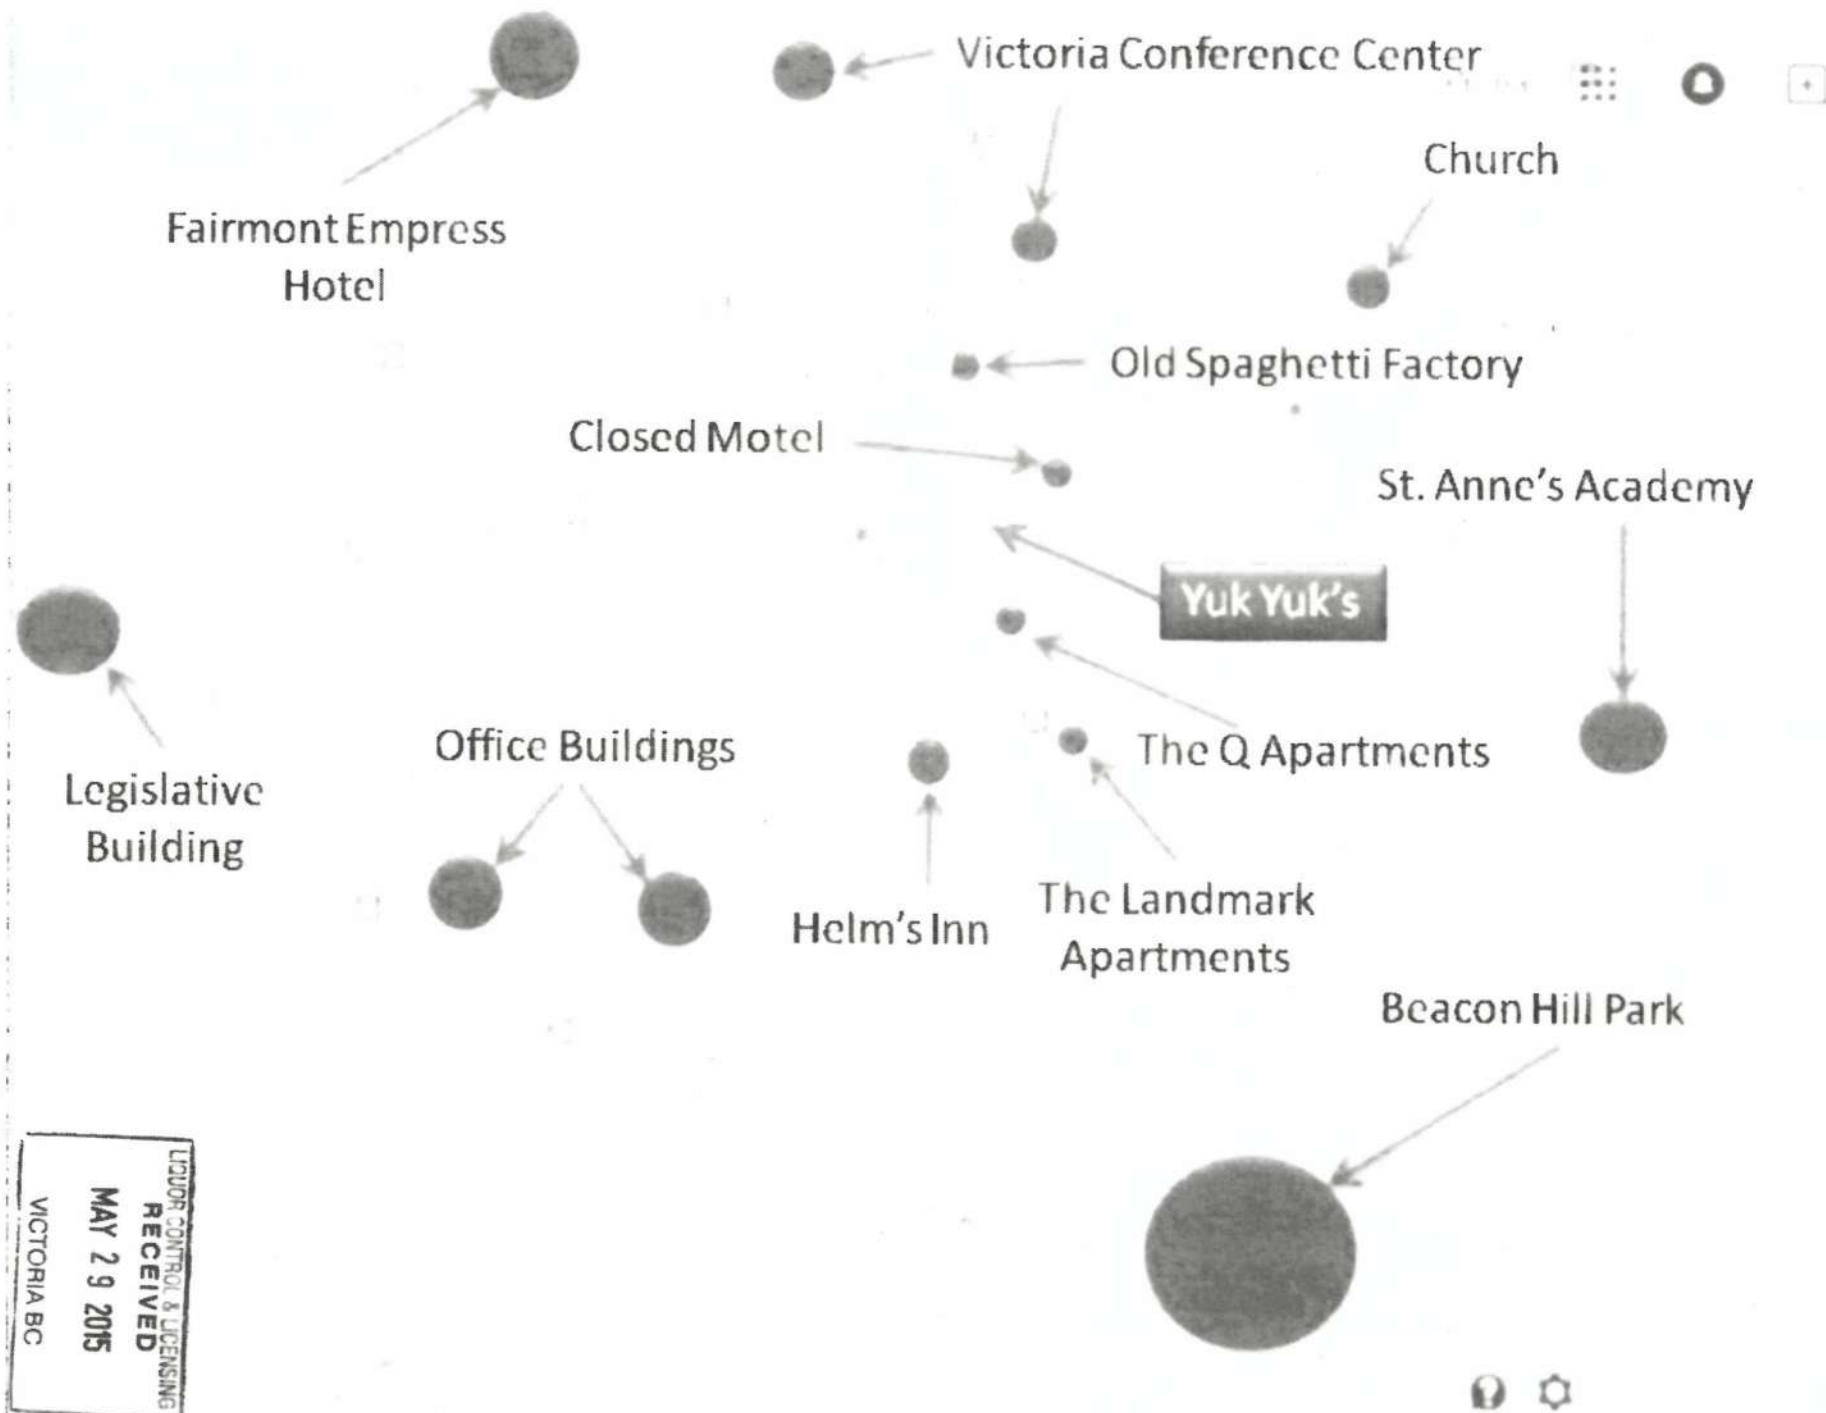 Victoria Conference Center
Church
Fairmont Empress
Hotel
Old Spaghetti Factory
Closed Motel
St. Anne's Academy
Yuk Yuk's
The Q Apartments
Office Buildings
Legislative
Building
Helm's Inn
The Landmark
Apartments
Beacon Hill Park
LIQUOR CONTROL & LICENSING
RECEIVED
MAY 29 2015
VICTORIA BC